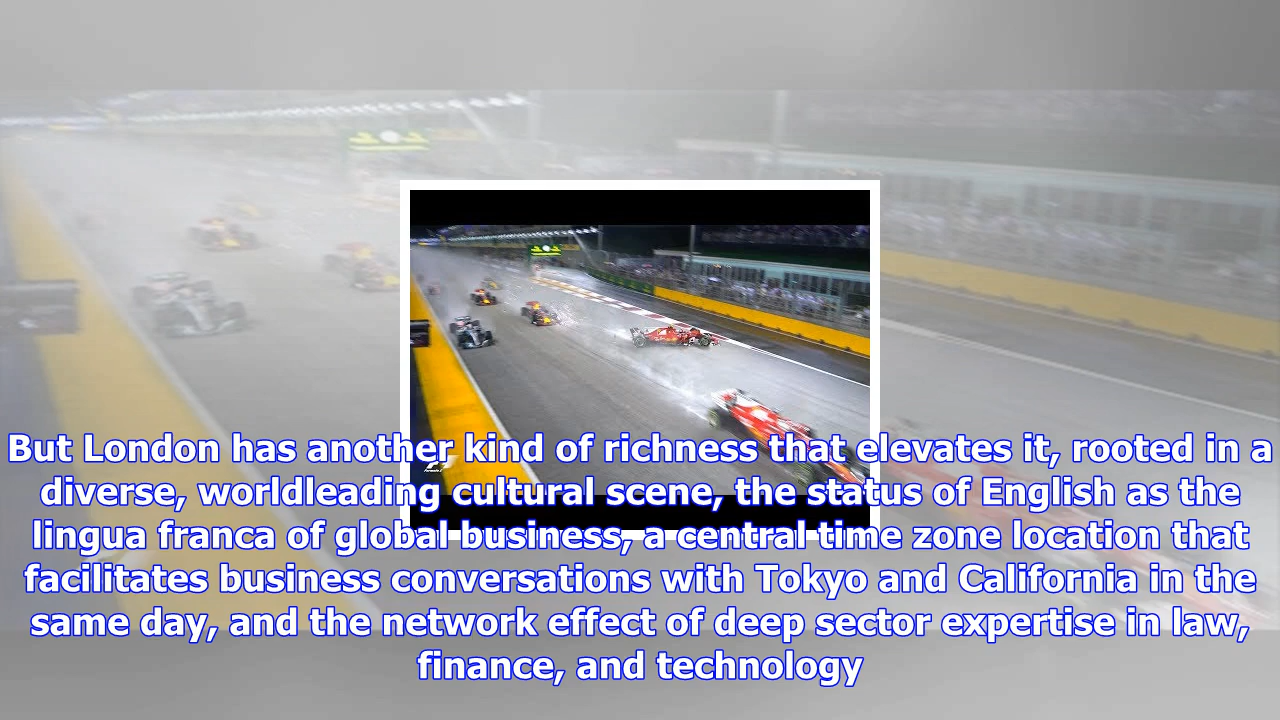 But London has another kind of richness that elevates it, rooted in a
diverse, worldleading cultural scene, the status of English as the
lingua franca of global business, a central time zone location that
facilitates business conversations with Tokyo and California in the
same day, and the network effect of deep sector expertise in law,
finance, and technology